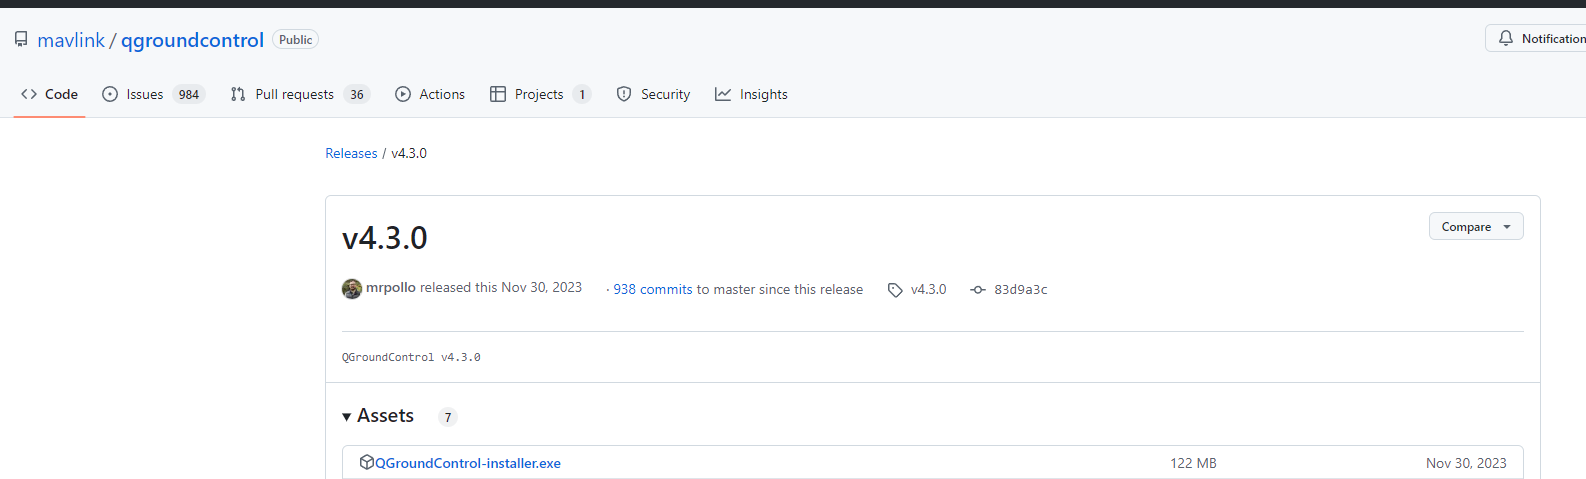 mavlink / qgroundcontrol Public
Notification
Code Issues 984 Pull requests 36 Actions Projects 1 Security Insights
Releases / v4.3.0
v4.3.0
Compare
mrpollo released this Nov 30, 2023 · 938 commits to master since this release v4.3.0 83d9a3c
QGroundControl v4.3.0
Assets 7
QGroundControl-installer.exe 122 MB Nov 30, 2023